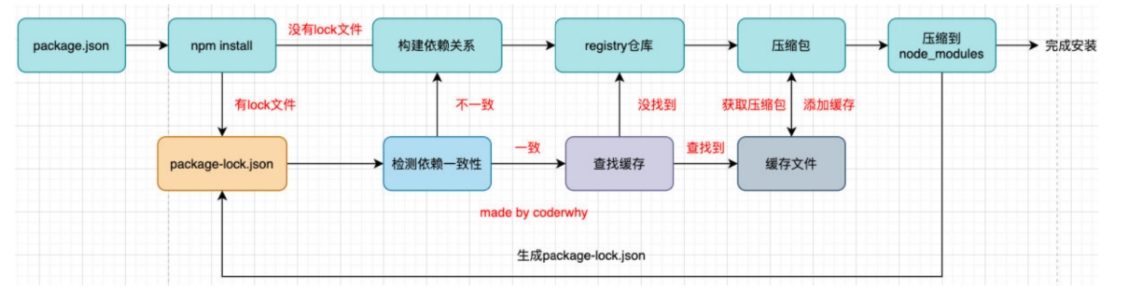 package.json
npm install
没有lock文件
构建依赖关系
registry仓库
压缩包
压缩到
node_modules
完成安装
有lock文件
不一致
没找到
获取压缩包
添加缓存
package-lock.json
检测依赖一致性
一致
查找缓存
查找到
缓存文件
made by coderwhy
生成package-lock.json